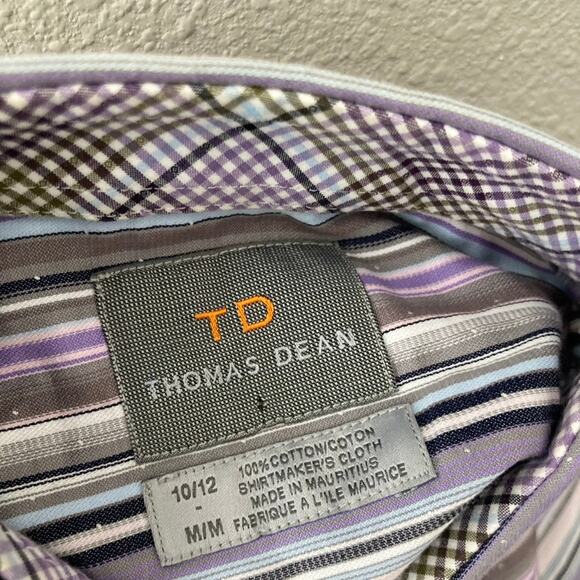 TD
THOMAS DEAN
10/12
-
M/M
100% COTTON/COTON
SHIRTMAKER'S CLOTH
MADE IN MAURITIUS
FABRIQUE A L'ILE MAURICE